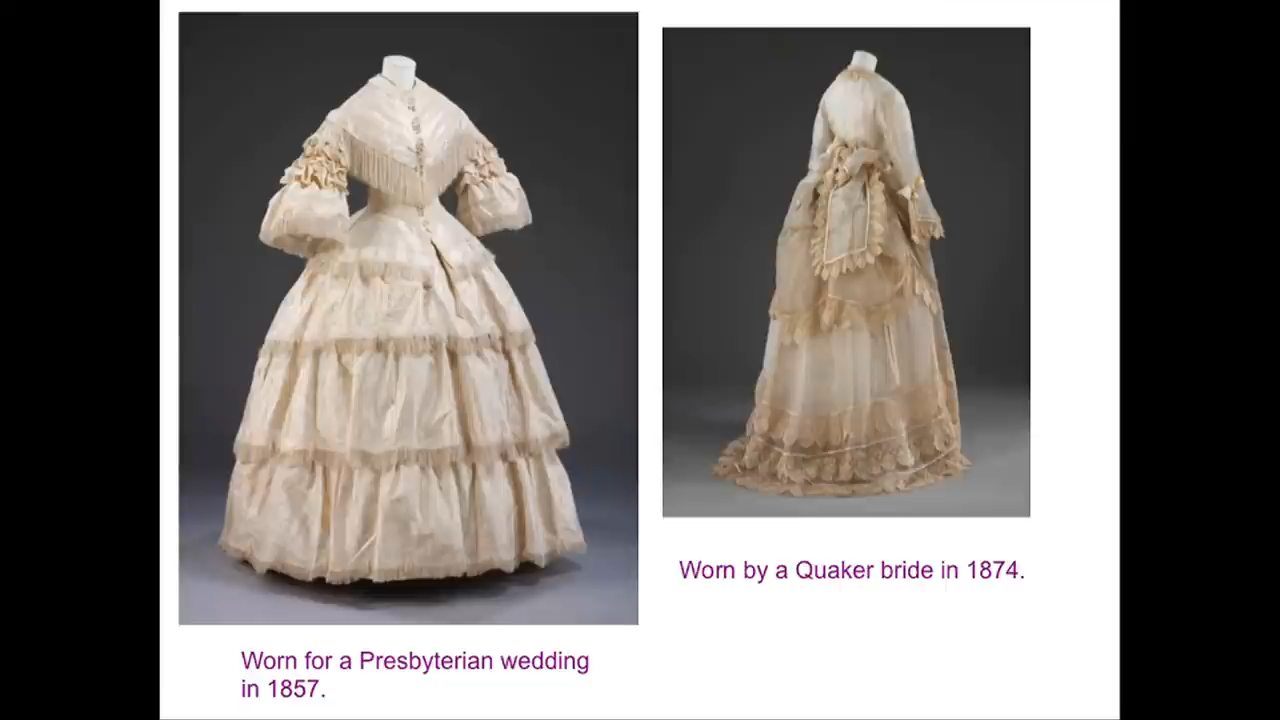 Worn by a Quaker bride in 1874.
Worn for a Presbyterian wedding
in 1857.